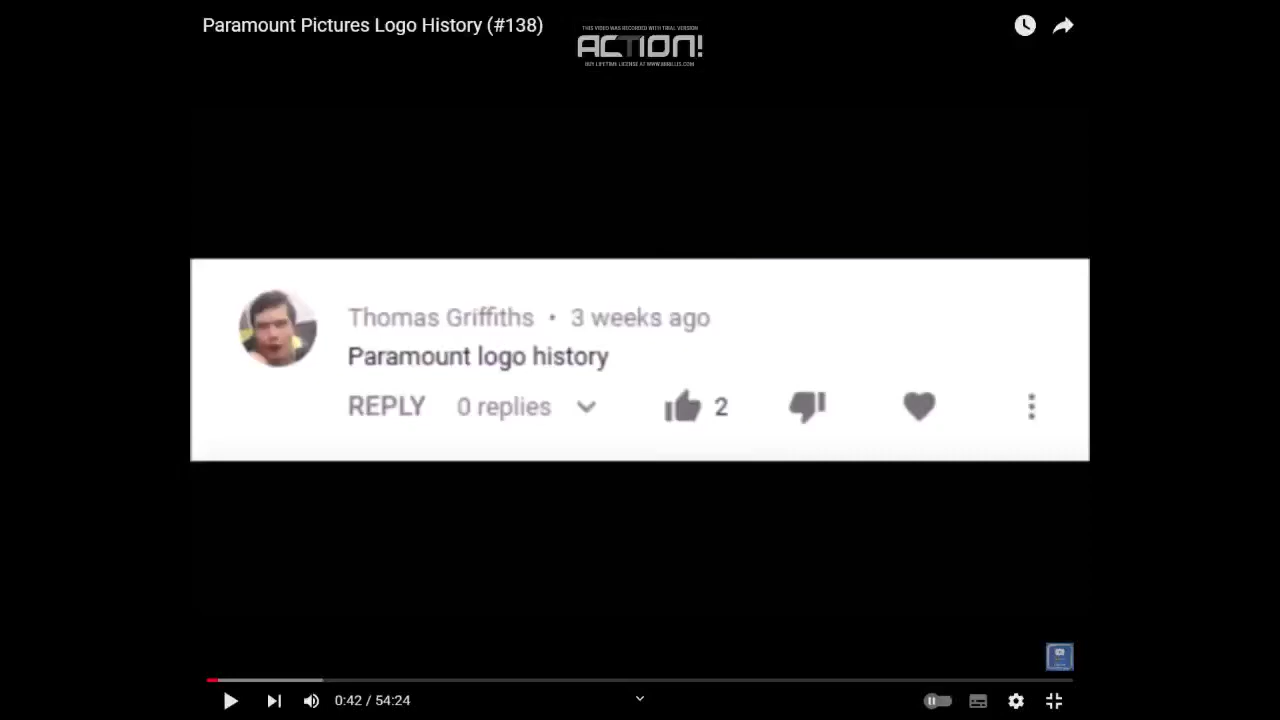 Paramount Pictures Logo History (#138)
THIS VIDEO WAS RECORDED WITH TRIAL VERSION
ACTION!
BUY LIFETIME LICENSE AT WWW.MIRILLIS.COM
Thomas Griffiths • 3 weeks ago
Paramount logo history
REPLY 0 replies 2
0:42 / 54:24